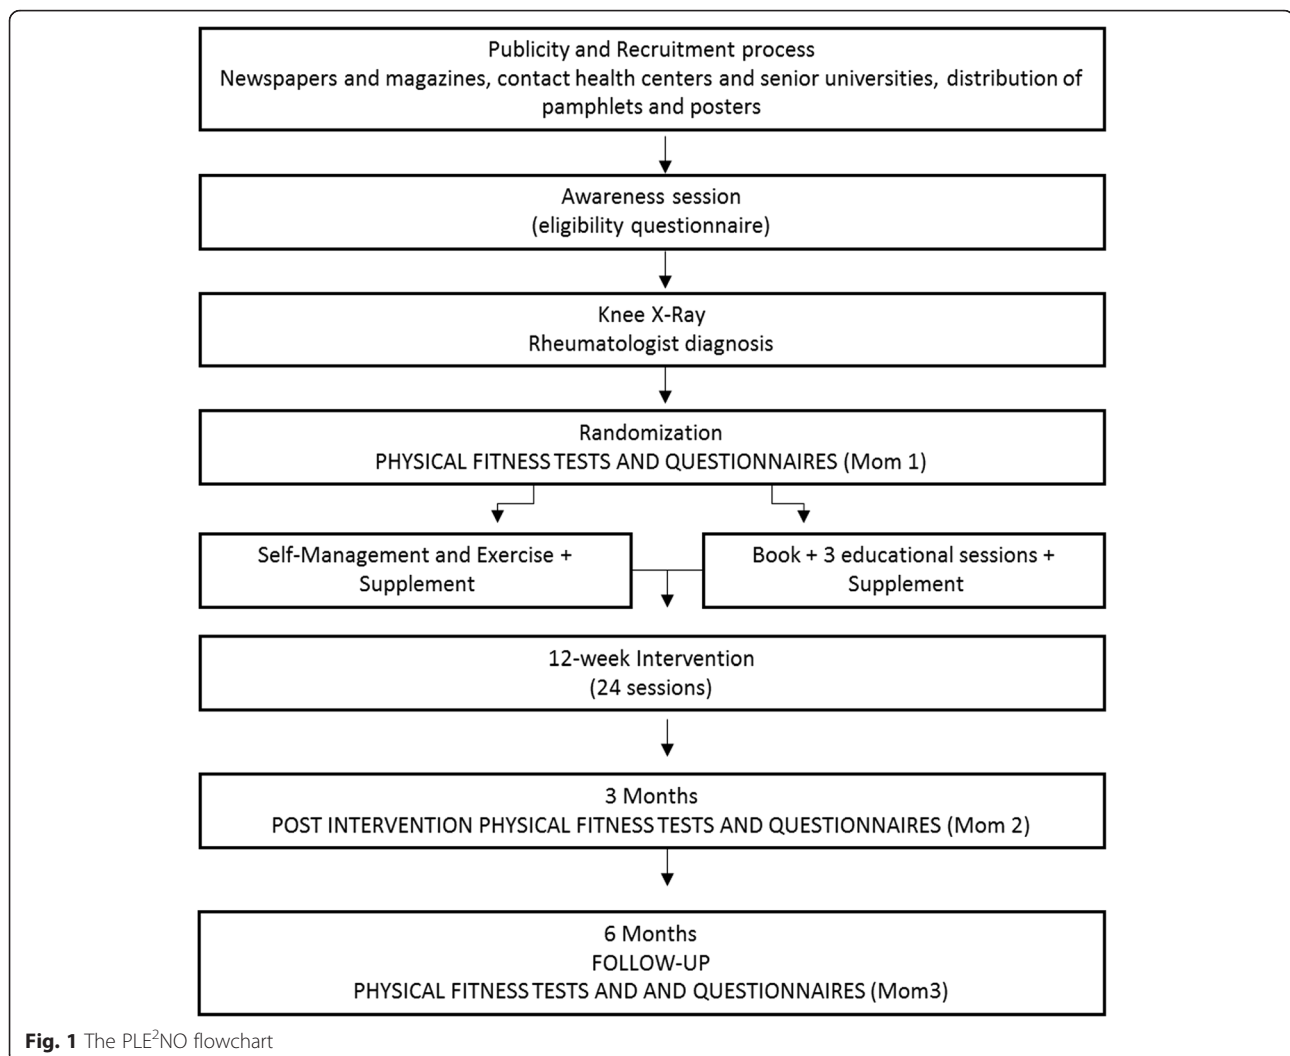 Publicity and Recruitment process
Newspapers and magazines, contact health centers and senior universities, distribution of
pamphlets and posters
Awareness session
(eligibility questionnaire)
Knee X-Ray
Rheumatologist diagnosis
Randomization
PHYSICAL FITNESS TESTS AND QUESTIONNAIRES (Mom 1)
Self-Management and Exercise +
Supplement
Book + 3 educational sessions +
Supplement
12-week Intervention
(24 sessions)
3 Months
POST INTERVENTION PHYSICAL FITNESS TESTS AND QUESTIONNAIRES (Mom 2)
6 Months
FOLLOW-UP
PHYSICAL FITNESS TESTS AND AND QUESTIONNAIRES (Mom3)
Fig. 1 The PLE²NO flowchart